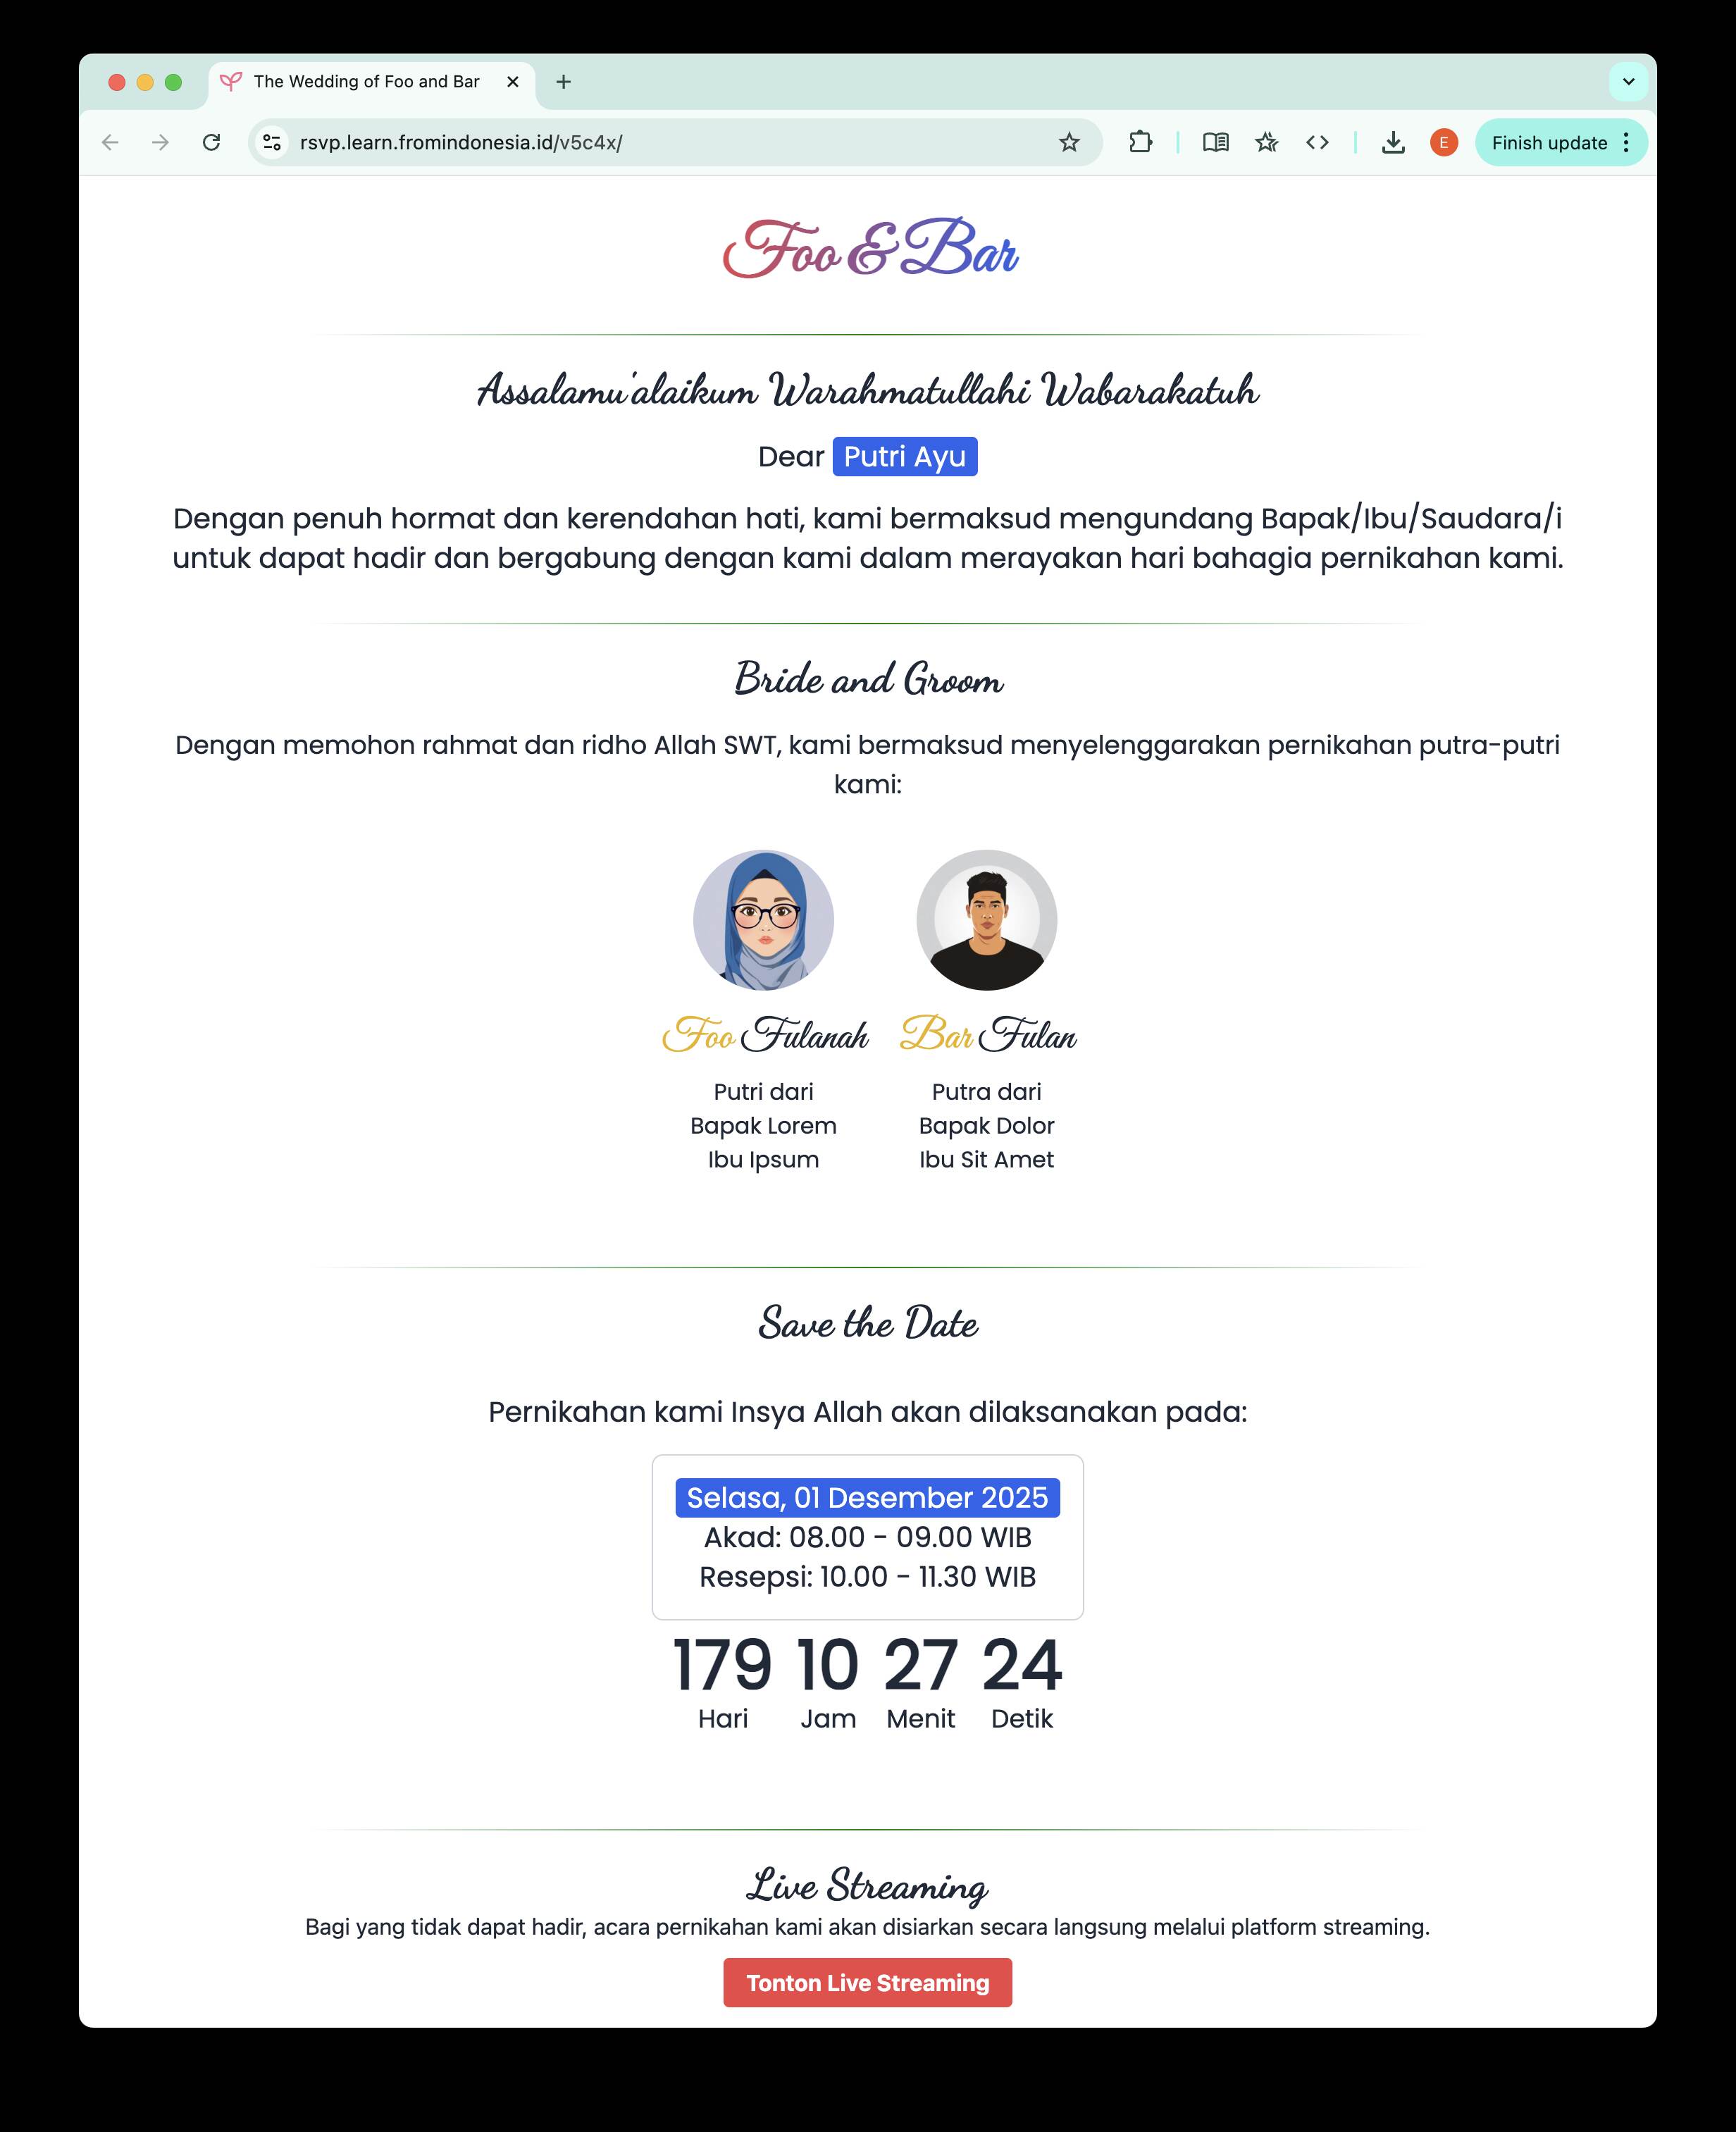 The Wedding of Foo and Bar
rsvp.learn.fromindonesia.id/v5c4x/
E
Finish update
Foo & Bar
Assalamu'alaikum Warahmatullahi Wabarakatuh
Dear Putri Ayu
Dengan penuh hormat dan kerendahan hati, kami bermaksud mengundang Bapak/Ibu/Saudara/i
untuk dapat hadir dan bergabung dengan kami dalam merayakan hari bahagia pernikahan kami.
Bride and Groom
Dengan memohon rahmat dan ridho Allah SWT, kami bermaksud menyelenggarakan pernikahan putra-putri
kami:
Foo Fulanah
Putri dari
Bapak Lorem
Ibu Ipsum
Bar Fulan
Putra dari
Bapak Dolor
Ibu Sit Amet
Save the Date
Pernikahan kami Insya Allah akan dilaksanakan pada:
Selasa, 01 Desember 2025
Akad: 08.00 - 09.00 WIB
Resepsi: 10.00 - 11.30 WIB
179 10 27 24
Hari Jam Menit Detik
Live Streaming
Bagi yang tidak dapat hadir, acara pernikahan kami akan disiarkan secara langsung melalui platform streaming.
Tonton Live Streaming